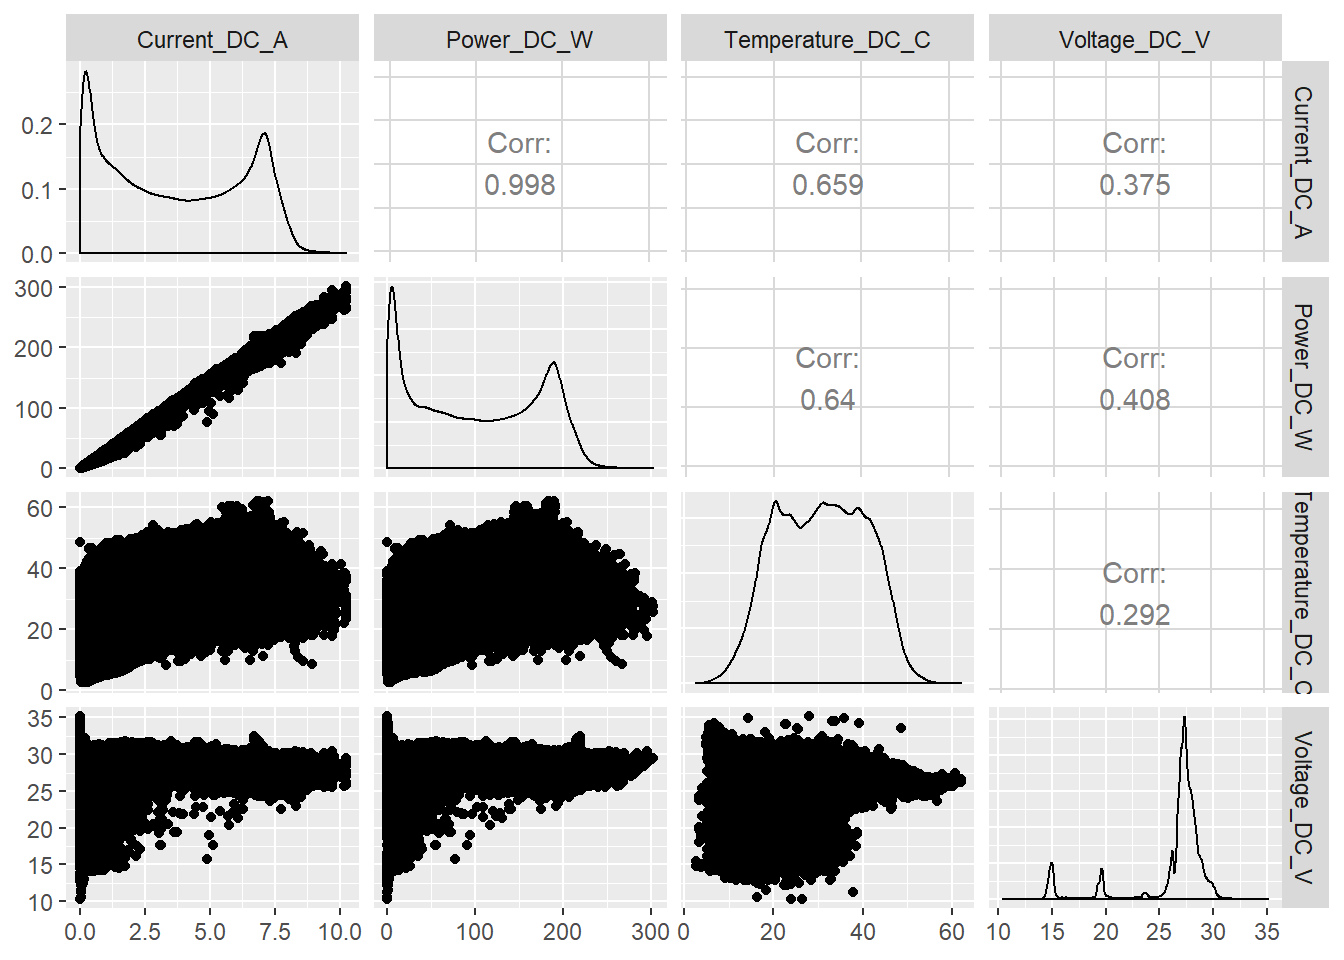 Current_DC_A Power_DC_W Temperature_DC_C Voltage_DC_V
Current_DC_A
0.2
0.1
0.0
Corr:
0.998
Corr:
0.659
Corr:
0.375
Power_DC_W
300
200
100
0
Corr:
0.64
Corr:
0.408
Temperature_DC_C
60
40
20
0
Corr:
0.292
Voltage_DC_V
35
30
25
20
15
10
0.0 2.5 5.0 7.5 10.0 0 100 200 300 0 20 40 60 10 15 20 25 30 35